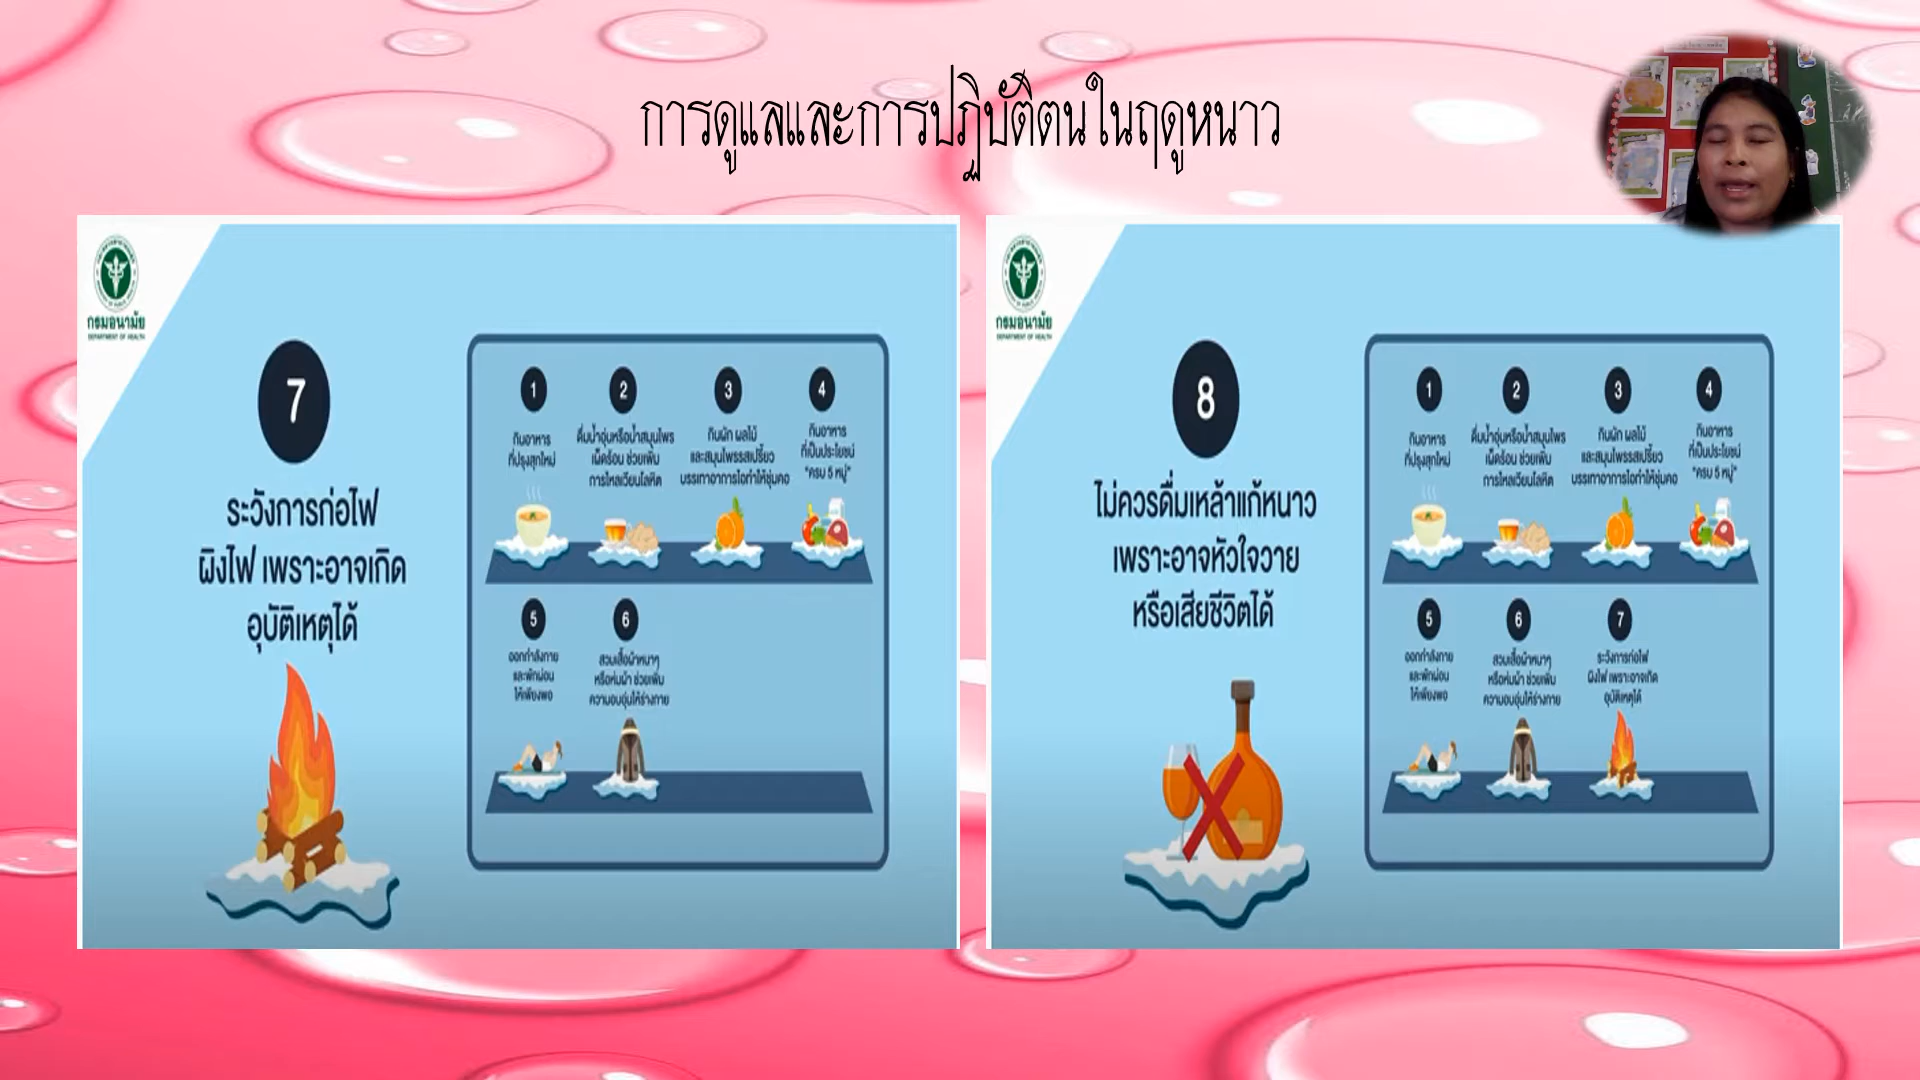 การดูแลและการปฏิบัติตนในฤดูหนาว
กรมอนามัย
DEPARTMENT OF HEALTH
7
ระวังการก่อไฟ
ผิงไฟ เพราะอาจเกิด
อุบัติเหตุได้
1
กินอาหาร
ที่ปรุงสุกใหม่
2
ดื่มน้ำอุ่นหรือน้ำสมุนไพร
เผ็ดร้อน ช่วยเพิ่ม
การไหลเวียนโลหิต
3
กินผัก ผลไม้
และสมุนไพรรสเปรี้ยว
บรรเทาอาการไอทำให้ชุ่มคอ
4
กินอาหาร
ที่เป็นประโยชน์
"ครบ 5 หมู่"
5
ออกกำลังกาย
และพักผ่อน
ให้เพียงพอ
6
สวมเสื้อผ้าหนาๆ
หรือห่มผ้า ช่วยเพิ่ม
ความอบอุ่นให้ร่างกาย
กรมอนามัย
DEPARTMENT OF HEALTH
8
ไม่ควรดื่มเหล้าแก้หนาว
เพราะอาจหัวใจวาย
หรือเสียชีวิตได้
1
กินอาหาร
ที่ปรุงสุกใหม่
2
ดื่มน้ำอุ่นหรือน้ำสมุนไพร
เผ็ดร้อน ช่วยเพิ่ม
การไหลเวียนโลหิต
3
กินผัก ผลไม้
และสมุนไพรรสเปรี้ยว
บรรเทาอาการไอทำให้ชุ่มคอ
4
กินอาหาร
ที่เป็นประโยชน์
"ครบ 5 หมู่"
5
ออกกำลังกาย
และพักผ่อน
ให้เพียงพอ
6
สวมเสื้อผ้าหนาๆ
หรือห่มผ้า ช่วยเพิ่ม
ความอบอุ่นให้ร่างกาย
7
ระวังการก่อไฟ
ผิงไฟ เพราะอาจเกิด
อุบัติเหตุได้